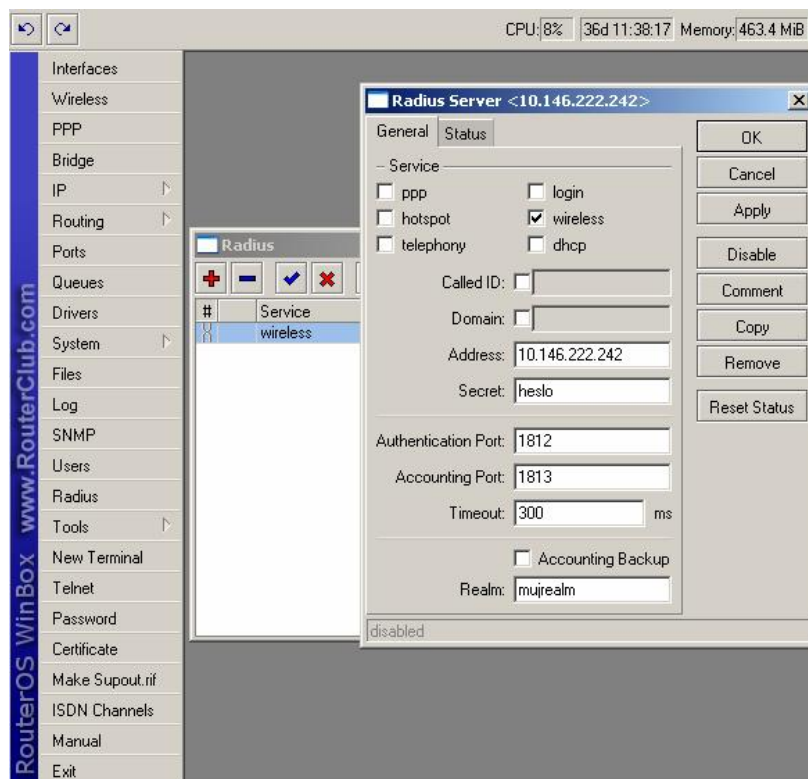 CPU: 8% 36d 11:38:17 Memory: 463.4 MiB
RouterOS WinBox www.RouterClub.com
Interfaces
Wireless
PPP
Bridge
IP
Routing
Ports
Queues
Drivers
System
Files
Log
SNMP
Users
Radius
Tools
New Terminal
Telnet
Password
Certificate
Make Supout.rif
ISDN Channels
Manual
Exit
Radius
# Service
wireless
Radius Server <10.146.222.242>
General Status
Service
ppp login
hotspot wireless
telephony dhcp
Called ID:
Domain:
Address: 10.146.222.242
Secret: heslo
Authentication Port: 1812
Accounting Port: 1813
Timeout: 300 ms
Accounting Backup
Realm: mujrealm
disabled
OK
Cancel
Apply
Disable
Comment
Copy
Remove
Reset Status